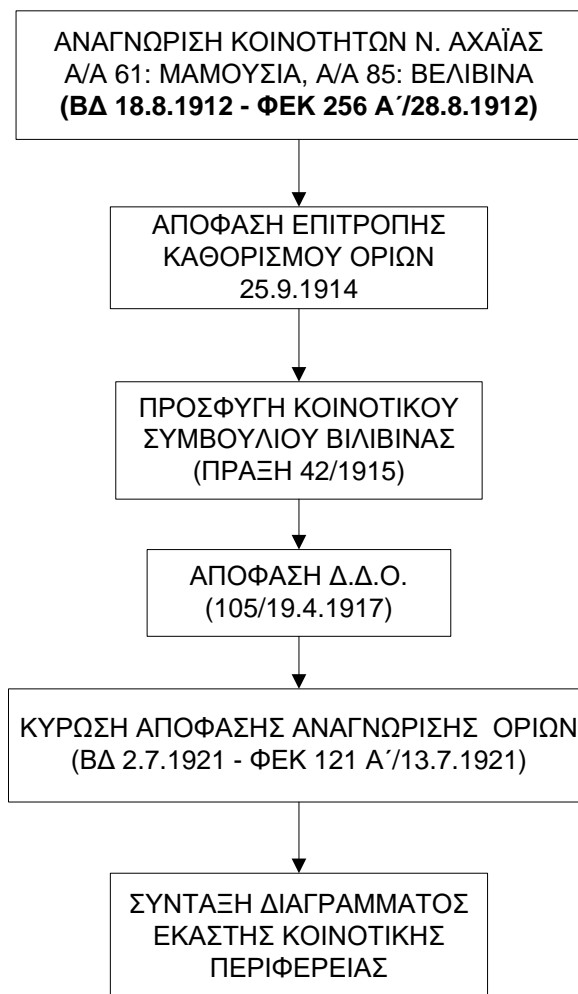 ΑΝΑΓΝΩΡΙΣΗ ΚΟΙΝΟΤΗΤΩΝ Ν. ΑΧΑΪΑΣ
Α/Α 61: ΜΑΜΟΥΣΙΑ, Α/Α 85: ΒΕΛΙΒΙΝΑ
(ΒΔ 18.8.1912 - ΦΕΚ 256 Α΄/28.8.1912)
ΑΠΟΦΑΣΗ ΕΠΙΤΡΟΠΗΣ
ΚΑΘΟΡΙΣΜΟΥ ΟΡΙΩΝ
25.9.1914
ΠΡΟΣΦΥΓΗ ΚΟΙΝΟΤΙΚΟΥ
ΣΥΜΒΟΥΛΙΟΥ ΒΙΛΙΒΙΝΑΣ
(ΠΡΑΞΗ 42/1915)
ΑΠΟΦΑΣΗ Δ.Δ.Ο.
(105/19.4.1917)
ΚΥΡΩΣΗ ΑΠΟΦΑΣΗΣ ΑΝΑΓΝΩΡΙΣΗΣ ΟΡΙΩΝ
(ΒΔ 2.7.1921 - ΦΕΚ 121 Α΄/13.7.1921)
ΣΥΝΤΑΞΗ ΔΙΑΓΡΑΜΜΑΤΟΣ
ΕΚΑΣΤΗΣ ΚΟΙΝΟΤΙΚΗΣ
ΠΕΡΙΦΕΡΕΙΑΣ